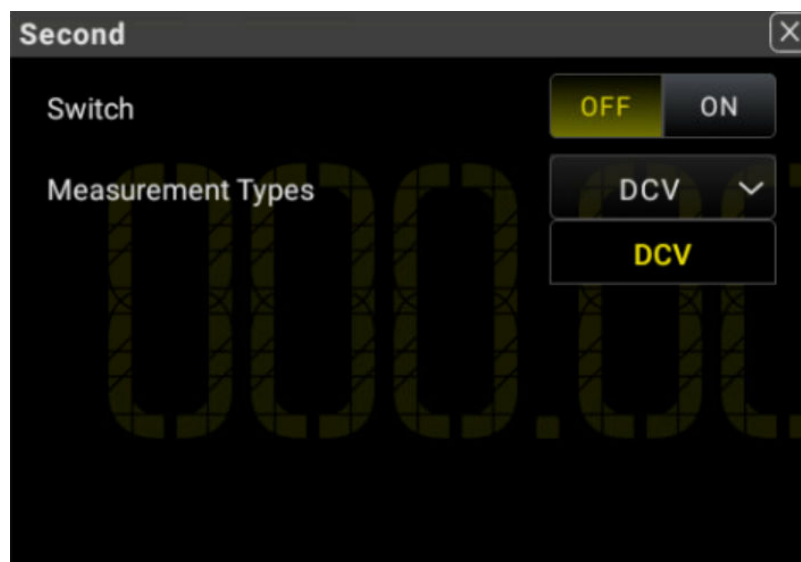 Second
Switch OFF ON
Measurement Types DCV
DCV